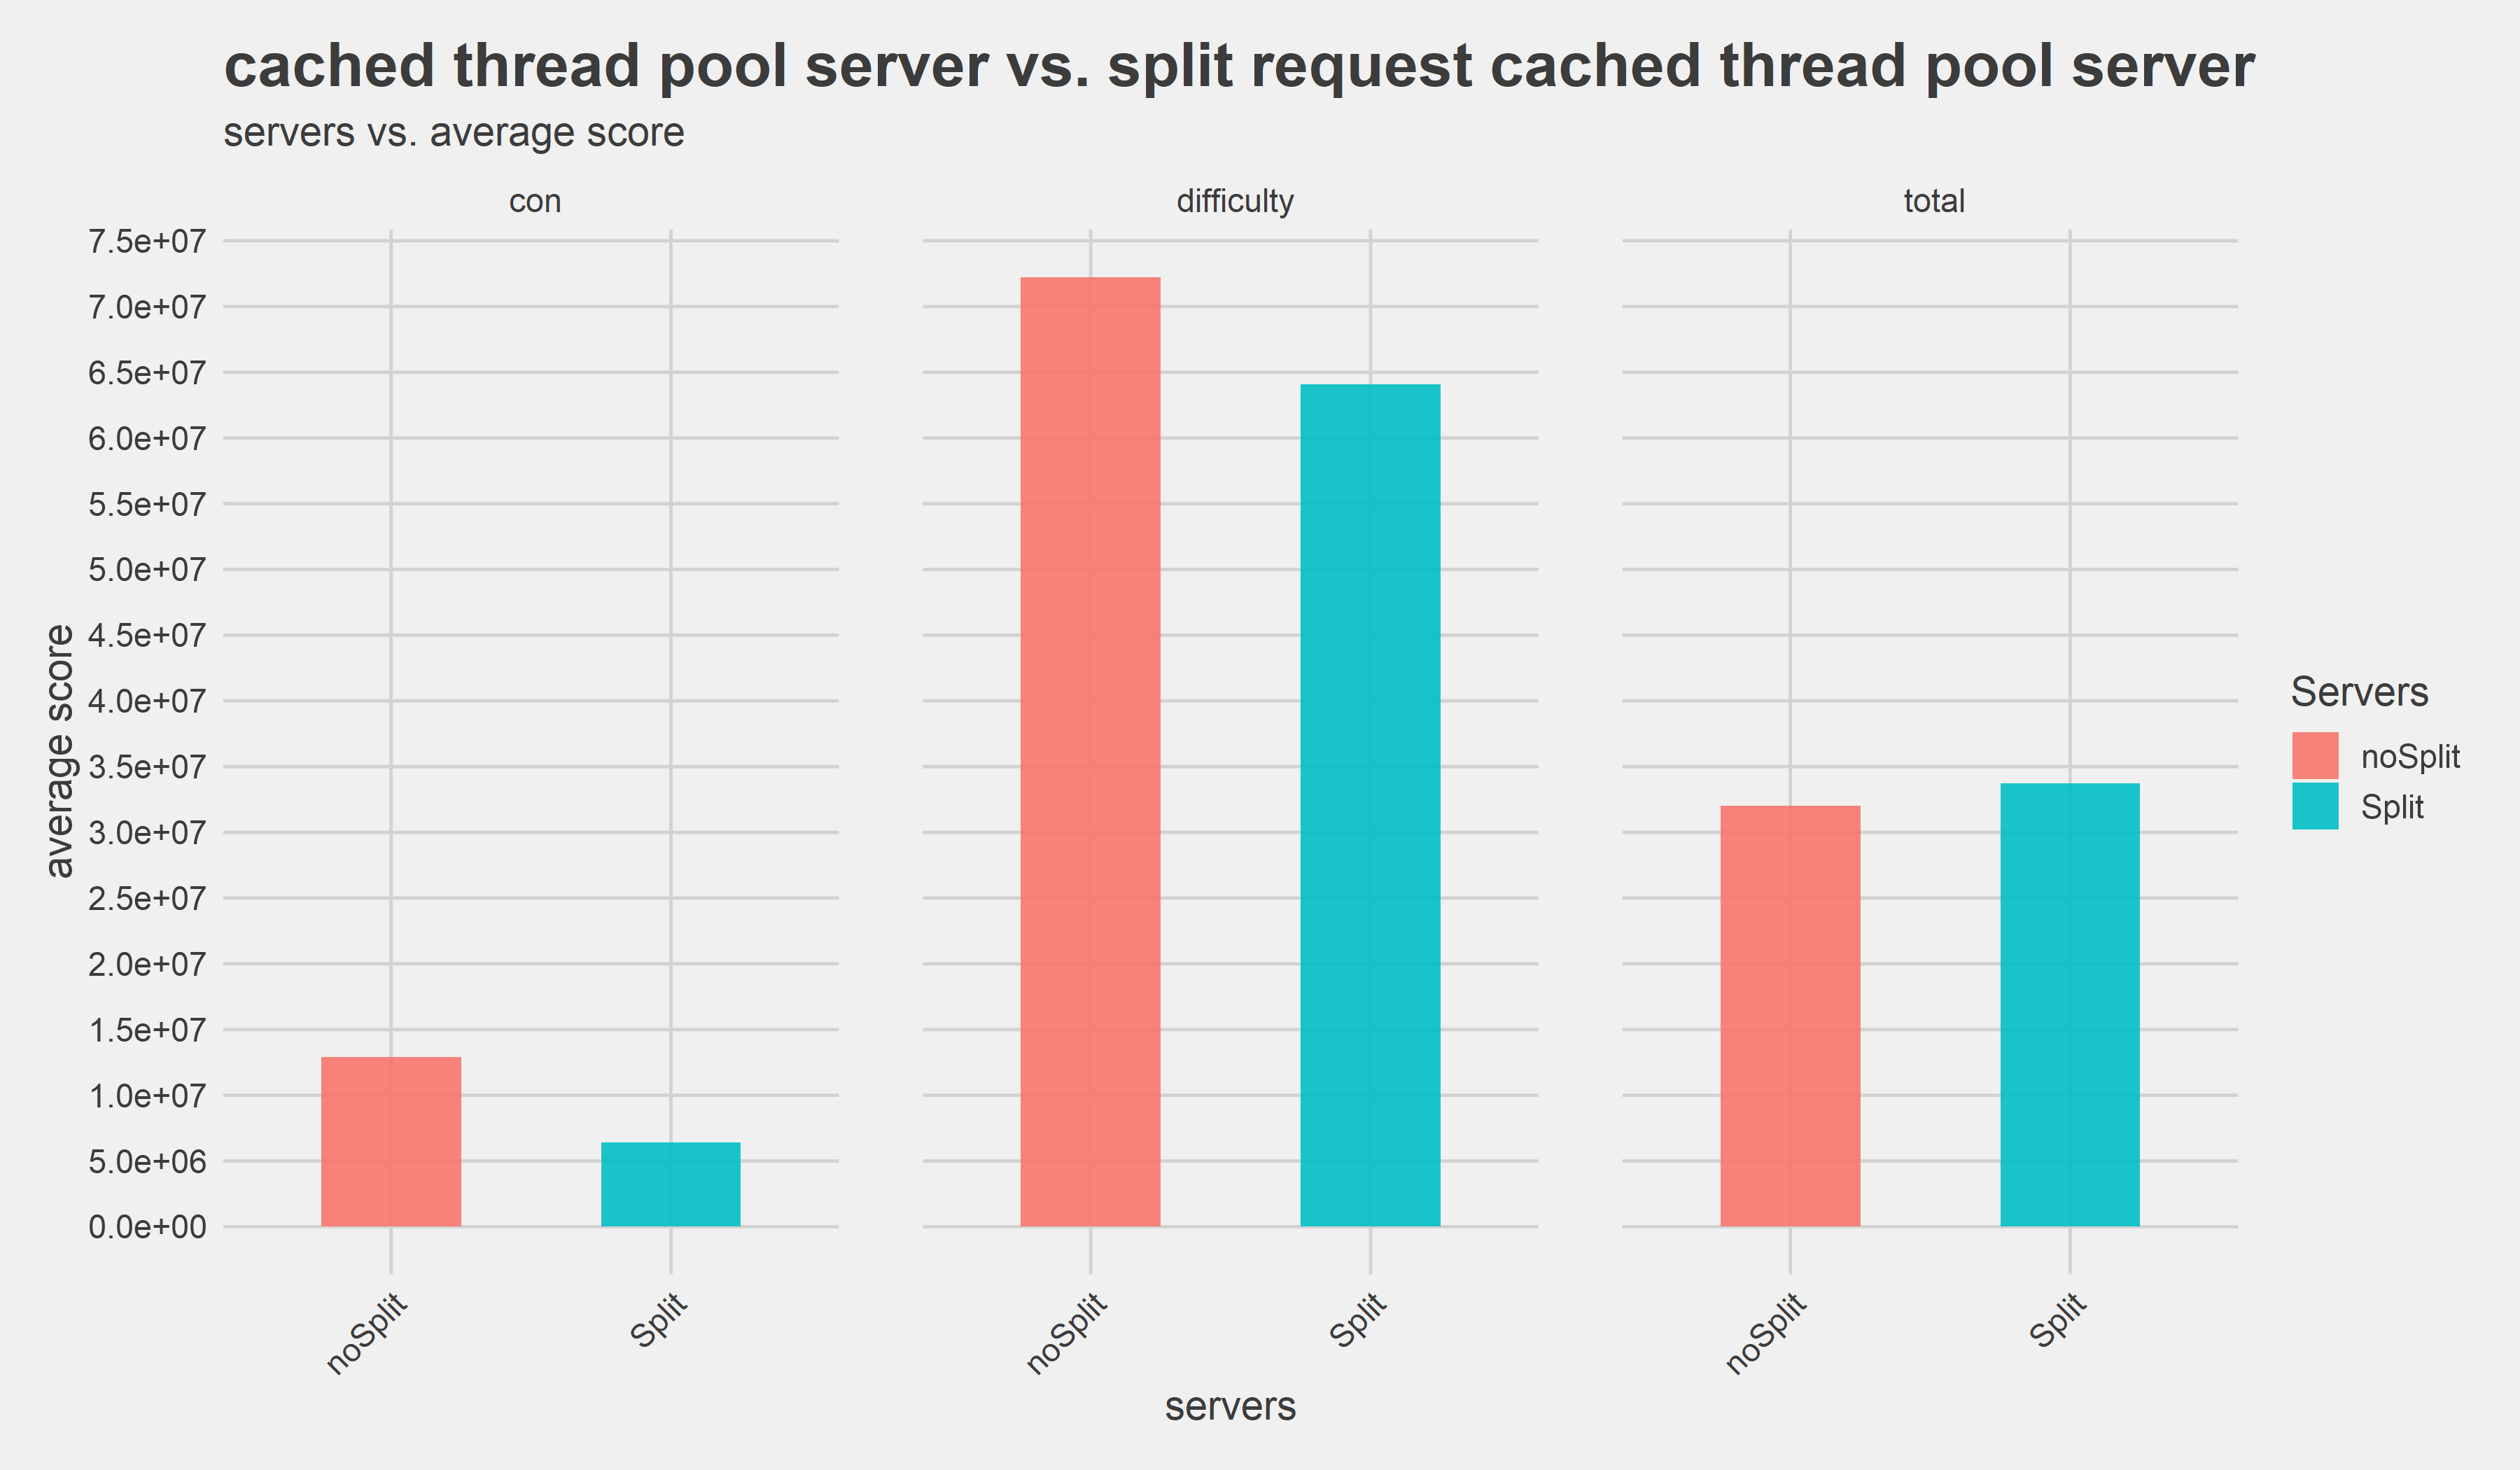 cached thread pool server vs. split request cached thread pool server
servers vs. average score
con
difficulty
total
7.5e+07
7.0e+07
6.5e+07
6.0e+07
5.5e+07
5.0e+07
4.5e+07
4.0e+07
3.5e+07
3.0e+07
2.5e+07
2.0e+07
1.5e+07
1.0e+07
5.0e+06
0.0e+00
average score
noSplit
Split
noSplit
Split
noSplit
Split
servers
Servers
noSplit
Split